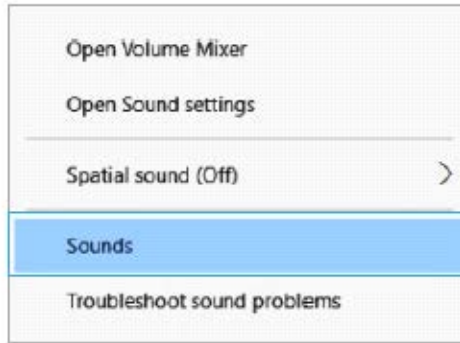 Open Volume Mixer
Open Sound settings
Spatial sound (Off)
Sounds
Troubleshoot sound problems